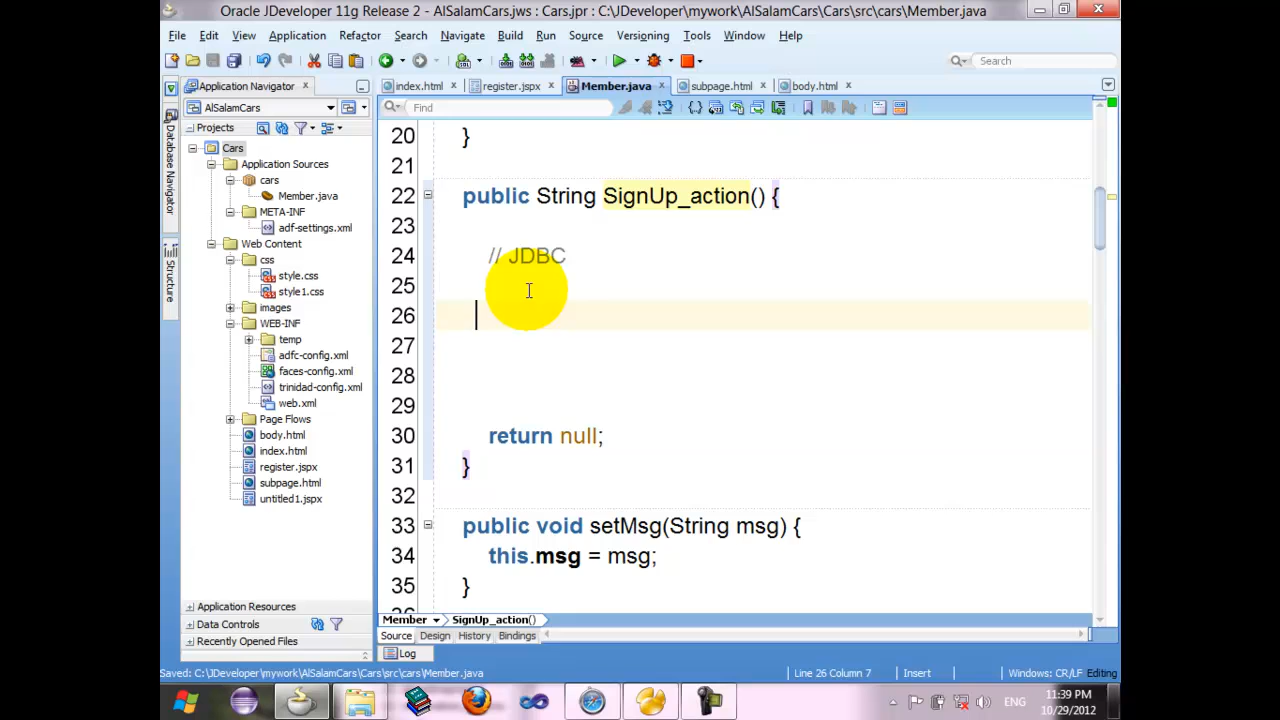 Oracle JDeveloper 11g Release 2 - AlSalamCars.jws : Cars.jpr : C:\JDeveloper\mywork\AlSalamCars\Cars\src\cars\Member.java
File Edit View Application Refactor Search Navigate Build Run Source Versioning Tools Window Help
Search
Application Navigator
index.html register.jspx Member.java subpage.html body.html
AlSalamCars
Find
Projects
Database Navigator
Structure
Cars
Application Sources
cars
Member.java
META-INF
adf-settings.xml
Web Content
css
style.css
style1.css
images
WEB-INF
temp
adfc-config.xml
faces-config.xml
trinidad-config.xml
web.xml
Page Flows
body.html
index.html
register.jspx
subpage.html
untitled1.jspx
Application Resources
Data Controls
Recently Opened Files
20 }
21
22 public String SignUp_action() {
23
24 // JDBC
25
26
27
28
29
30 return null;
31 }
32
33 public void setMsg(String msg) {
34 this.msg = msg;
35 }
Member SignUp_action()
Source Design History Bindings
Log
Saved: C:\JDeveloper\mywork\AlSalamCars\Cars\src\cars\Member.java
Line 26 Column 7 Insert Windows: CR/LF Editing
ENG
11:39 PM
10/29/2012